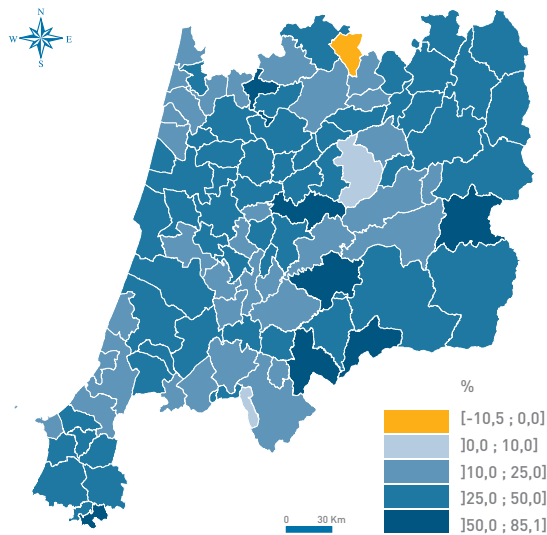 N
W E
S
%
[-10,5 ; 0,0]
]0,0 ; 10,0]
]10,0 ; 25,0]
]25,0 ; 50,0]
]50,0 ; 85,1]
0 30 Km